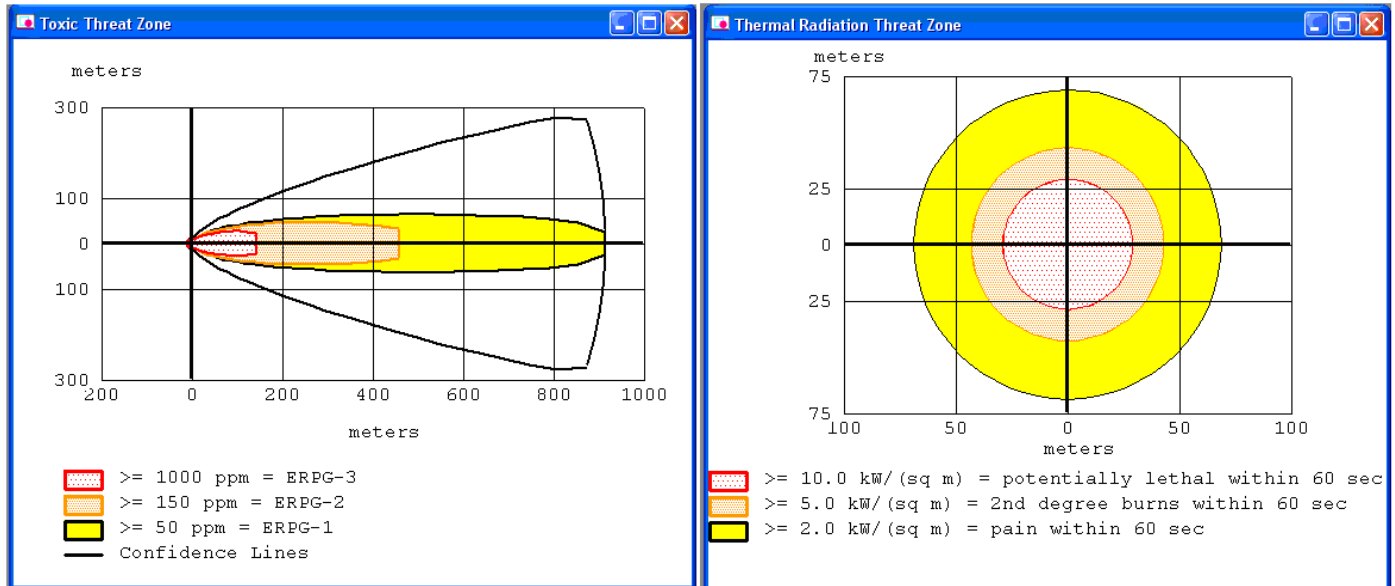 Toxic Threat Zone
meters
300
100
0
100
300
200 0 200 400 600 800 1000
meters
>= 1000 ppm = ERPG-3
>= 150 ppm = ERPG-2
>= 50 ppm = ERPG-1
Confidence Lines
Thermal Radiation Threat Zone
meters
75
25
0
25
75
100 50 0 50 100
meters
>= 10.0 kW/(sq m) = potentially lethal within 60 sec
>= 5.0 kW/(sq m) = 2nd degree burns within 60 sec
>= 2.0 kW/(sq m) = pain within 60 sec